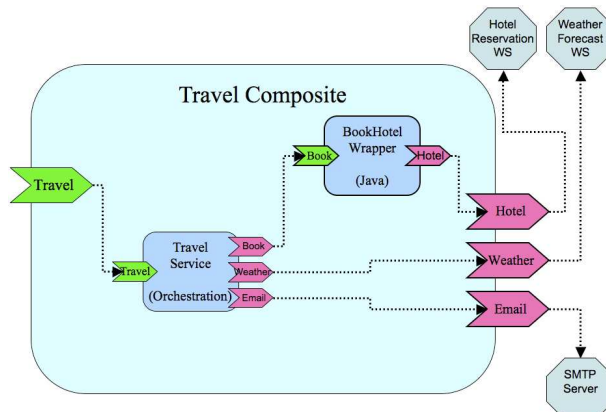 Hotel
Reservation
WS
Weather
Forecast
WS
Travel Composite
BookHotel
Wrapper
(Java)
Book
Hotel
Travel
Hotel
Travel
Service
(Orchestration)
Travel
Book
Weather
Email
Weather
Email
SMTP
Server